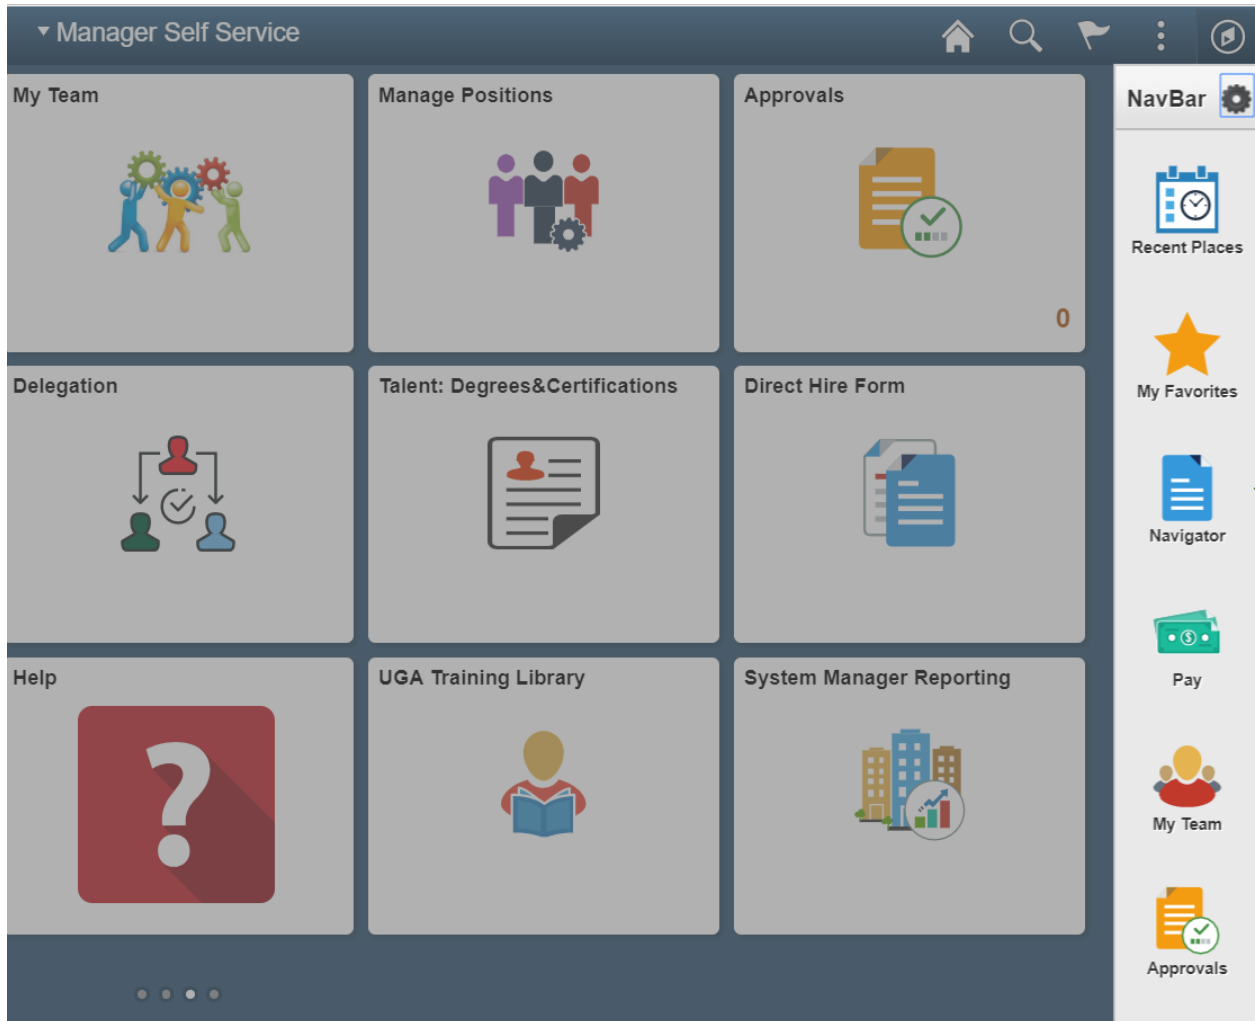 Manager Self Service
My Team
Manage Positions
Approvals
0
Delegation
Talent: Degrees&Certifications
Direct Hire Form
Help
?
UGA Training Library
System Manager Reporting
NavBar
Recent Places
My Favorites
Navigator
$
Pay
My Team
Approvals